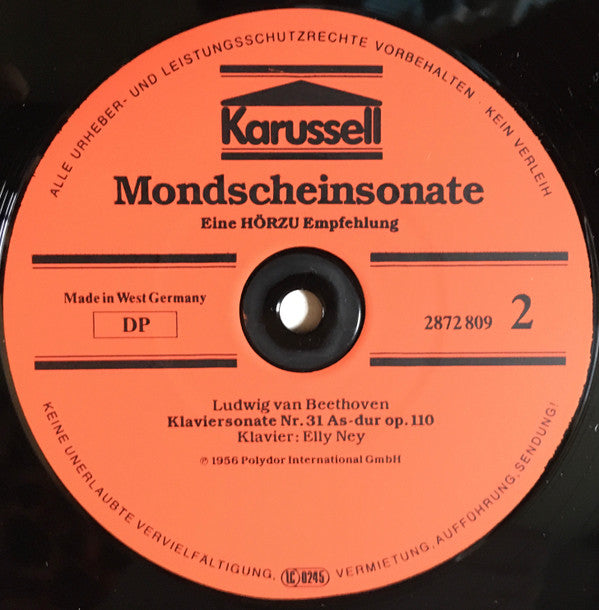 ALLE URHEBER- UND LEISTUNGSSCHUTZRECHTE VORBEHALTEN · KEIN VERLEIH
Karussell
Mondscheinsonate
Eine HÖRZU Empfehlung
Made in West Germany
DP
2872 809 2
Ludwig van Beethoven
Klaviersonate Nr. 31 As-dur op. 110
Klavier: Elly Ney
℗ 1956 Polydor International GmbH
KEINE UNERLAUBTE VERVIELFÄLTIGUNG, VERMIETUNG, AUFFÜHRUNG, SENDUNG!
LC 0245